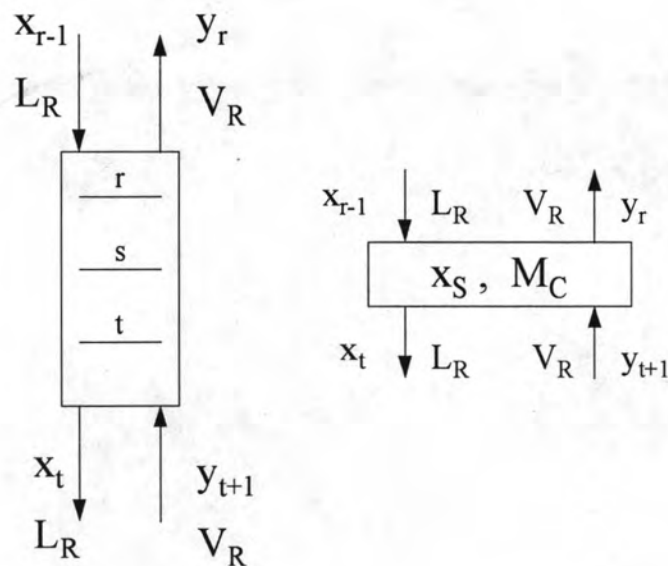 x_{r-1} y_r
L_R V_R
r
s
t
x_t y_{t+1}
L_R V_R
x_{r-1} L_R V_R y_r
x_S , M_C
x_t L_R V_R y_{t+1}